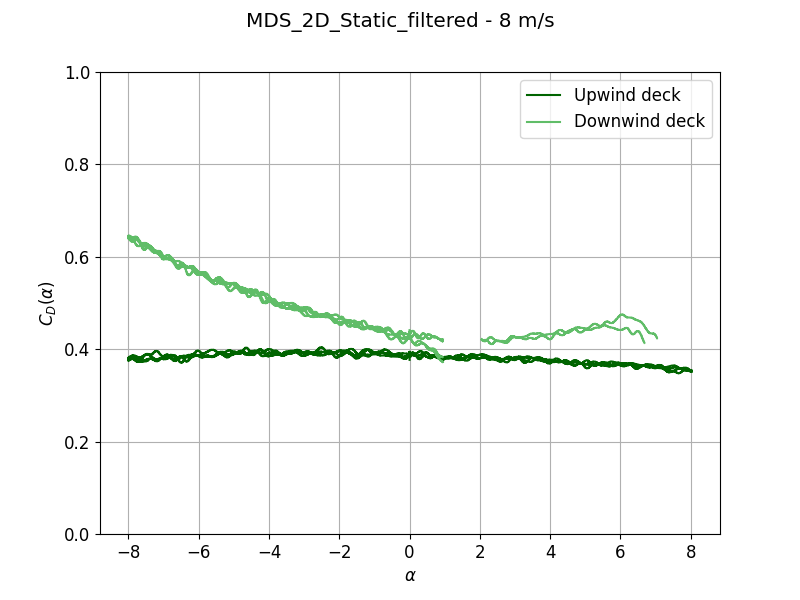 MDS_2D_Static_filtered - 8 m/s
Upwind deck
Downwind deck
1.0
0.8
0.6
0.4
0.2
0.0
C_D(α)
−8 −6 −4 −2 0 2 4 6 8
α